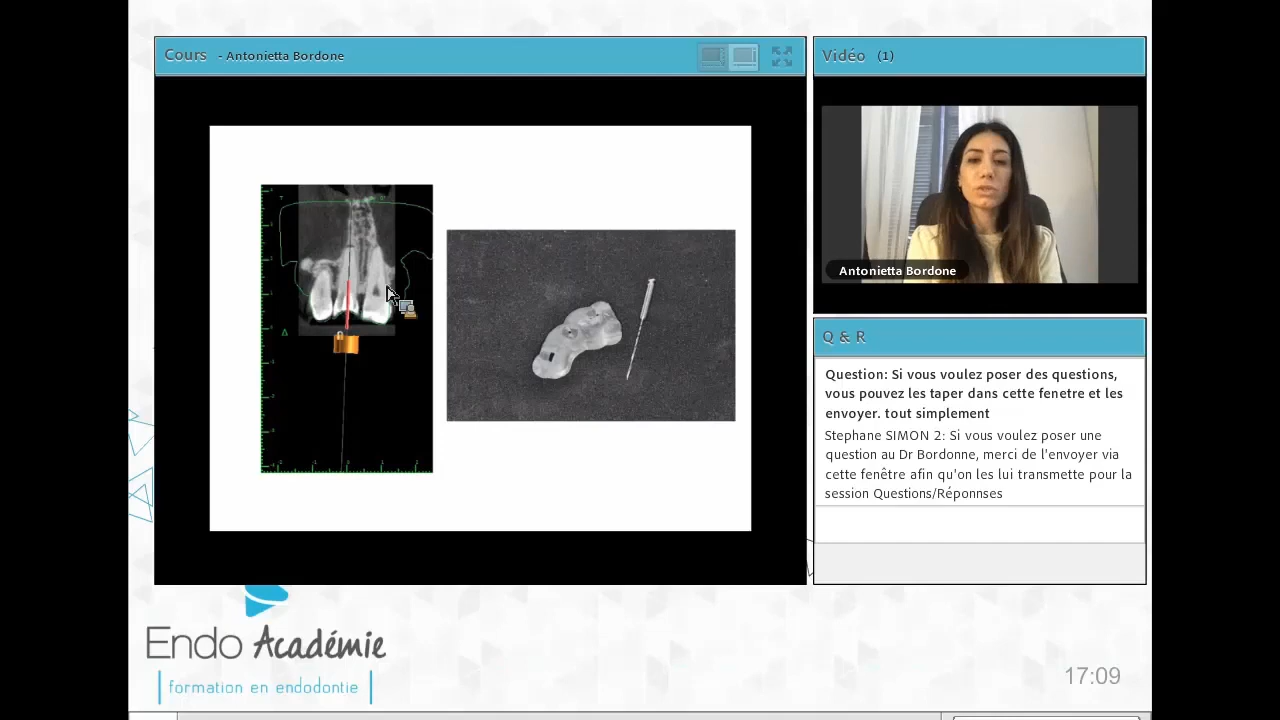 Cours - Antonietta Bordone
Vidéo (1)
Antonietta Bordone
Q & R
Question: Si vous voulez poser des questions,
vous pouvez les taper dans cette fenetre et les
envoyer. tout simplement
Stephane SIMON 2: Si vous voulez poser une
question au Dr Bordonne, merci de l'envoyer via
cette fenêtre afin qu'on les lui transmette pour la
session Questions/Réponnses
Endo Académie
formation en endodontie
17:09